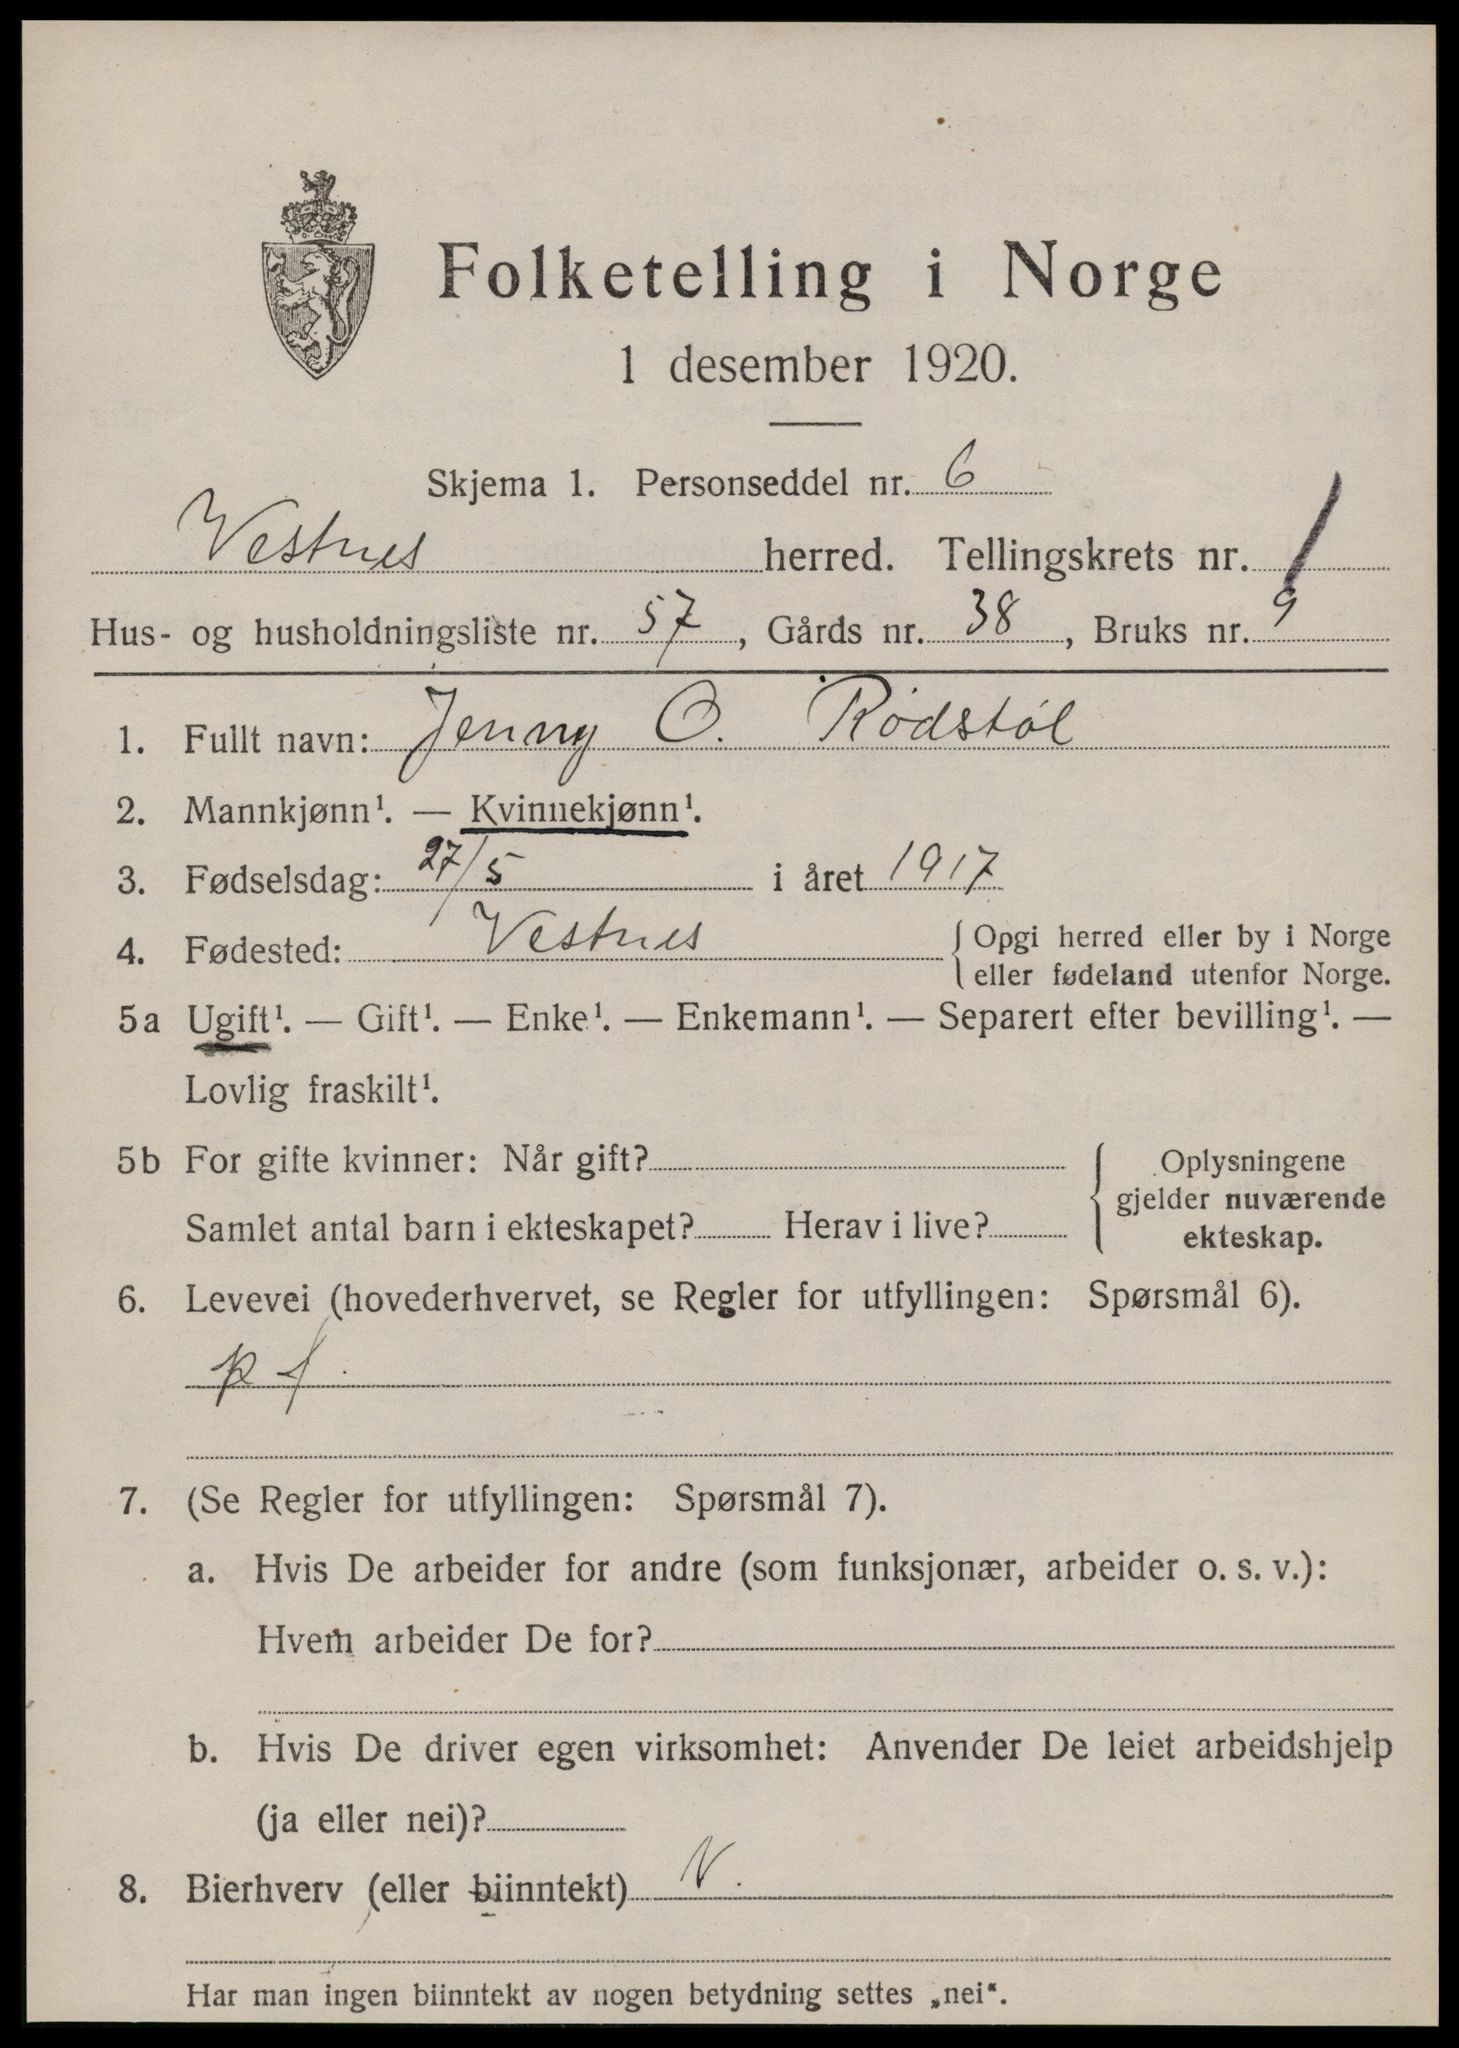 Folketelling i Norge
1 desember 1920.
Skjema 1. Personseddel nr. 6
Vestnes herred. Tellingskrets nr. 1
Hus- og husholdningsliste nr. 57, Gårds nr. 38, Bruks nr. 9
1. Fullt navn: Jenny O. Rödstöl
2. Mannkjønn¹. — Kvinnekjønn¹.
3. Fødselsdag: 27/5 i året 1917
4. Fødested: Vestnes { Opgi herred eller by i Norge
eller fødeland utenfor Norge.
5a Ugift¹. — Gift¹. — Enke¹. — Enkemann¹. — Separert efter bevilling¹. —
Lovlig fraskilt¹.
5b For gifte kvinner: Når gift? { Oplysningene
gjelder nuværende
Samlet antal barn i ekteskapet? Herav i live?
ekteskap.
6. Levevei (hovederhvervet, se Regler for utfyllingen: Spørsmål 6).
p f.
7. (Se Regler for utfyllingen: Spørsmål 7).
a. Hvis De arbeider for andre (som funksjonær, arbeider o. s. v.):
Hvem arbeider De for?
b. Hvis De driver egen virksomhet: Anvender De leiet arbeidshjelp
(ja eller nei)?
8. Bierhverv (eller biinntekt) N.
Har man ingen biinntekt av nogen betydning settes „nei“.